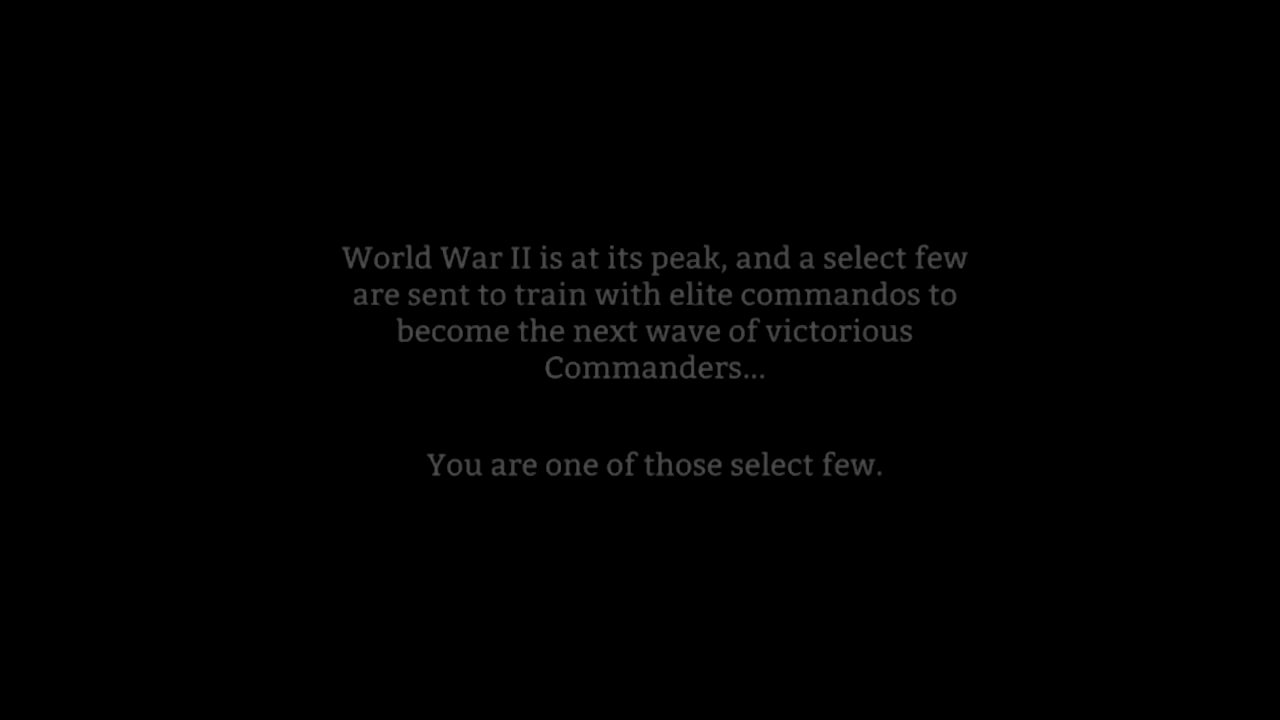 World War II is at its peak, and a select few
are sent to train with elite commandos to
become the next wave of victorious
Commanders...
You are one of those select few.